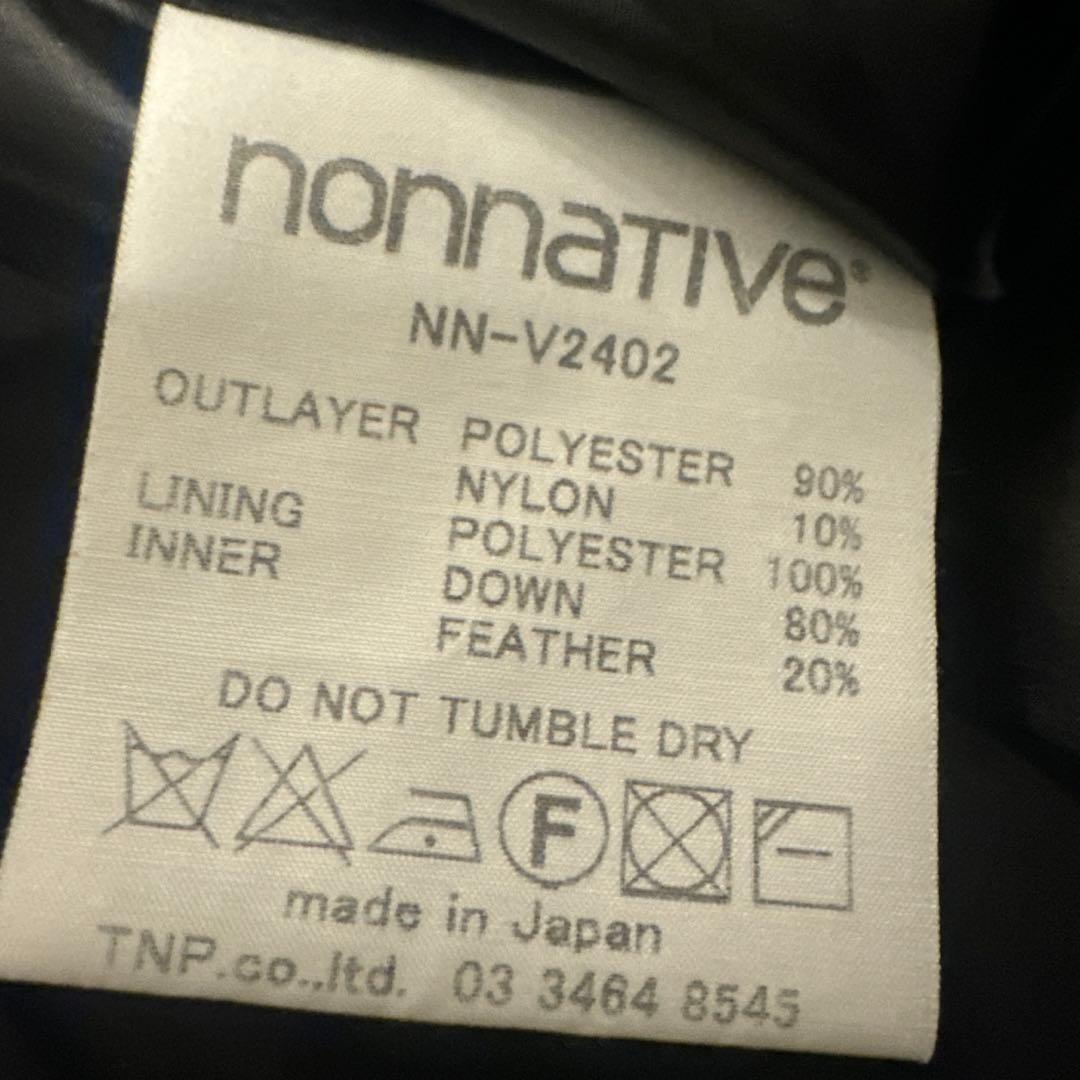 nonnaTIVe®
NN-V2402
OUTLAYER POLYESTER 90%
NYLON 10%
LINING POLYESTER 100%
INNER DOWN 80%
FEATHER 20%
DO NOT TUMBLE DRY
F
made in Japan
TNP.co.,ltd. 03 3464 8545